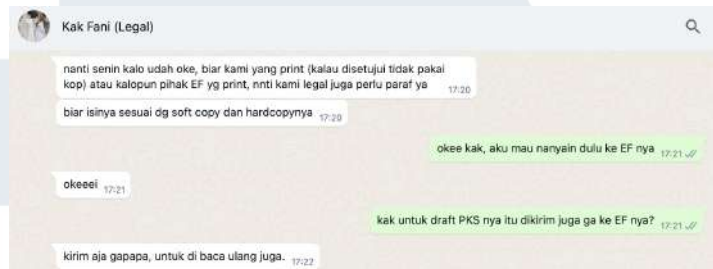 Kak Fani (Legal)
nanti senin kalo udah oke, biar kami yang print (kalau disetujui tidak pakai
kop) atau kalopun pihak EF yg print, nnti kami legal juga perlu paraf ya
17:20
biar isinya sesuai dg soft copy dan hardcopynya 17:20
okee kak, aku mau nanyain dulu ke EF nya 17:21
okeeei 17:21
kak untuk draft PKS nya itu dikirim juga ga ke EF nya? 17:21
kirim aja gapapa, untuk di baca ulang juga. 17:22